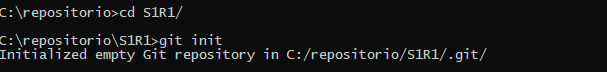 C:\repositorio>cd S1R1/
C:\repositorio\S1R1>git init
Initialized empty Git repository in C:/repositorio/S1R1/.git/